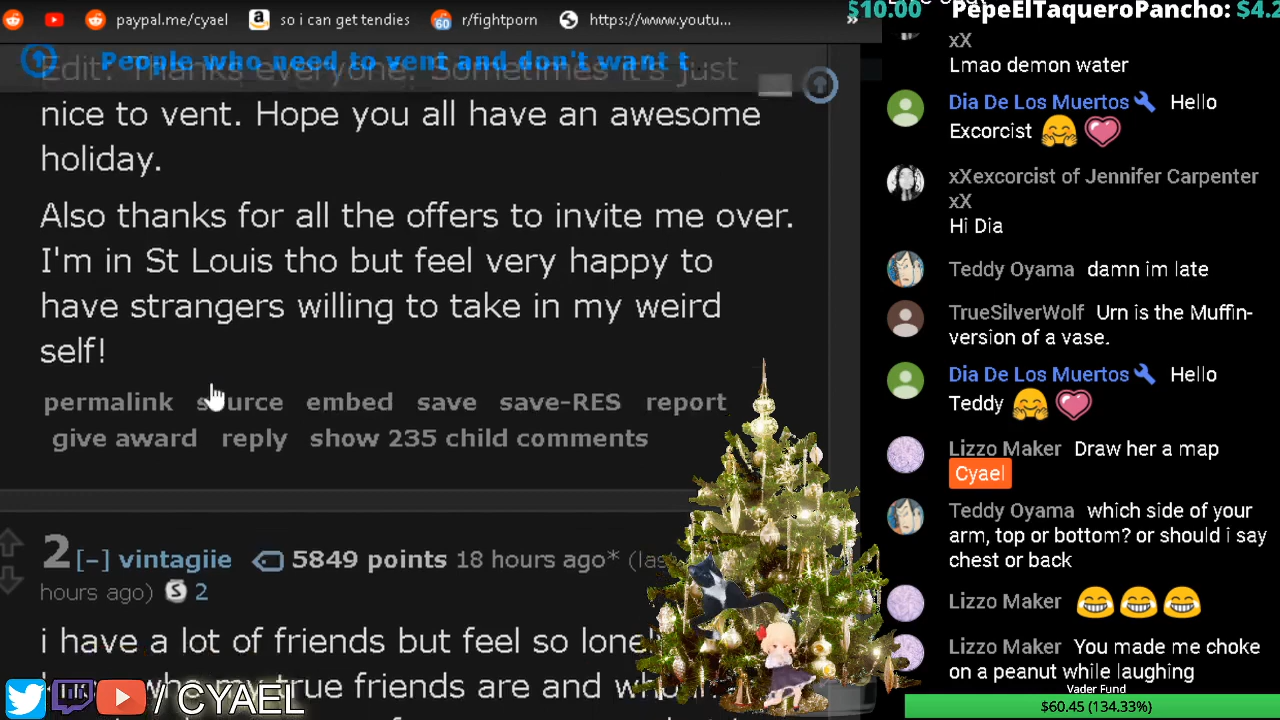 paypal.me/cyael so i can get tendies 60 r/fightporn https://www.youtu... »
People who need to vent and don't want t..
Edit: Thanks everyone. Sometimes it's just
nice to vent. Hope you all have an awesome
holiday.
Also thanks for all the offers to invite me over.
I'm in St Louis tho but feel very happy to
have strangers willing to take in my weird
self!
permalink source embed save save-RES report
give award reply show 235 child comments
2 [–] vintagiie 5849 points 18 hours ago* (las
hours ago) S 2
i have a lot of friends but feel so
true friends are and
/ CYAEL
$10.00 PepeElTaqueroPancho: $4.2
xX
Lmao demon water
Dia De Los Muertos Hello
Excorcist
xXexcorcist of Jennifer Carpenter
xX
Hi Dia
Teddy Oyama damn im late
TrueSilverWolf Urn is the Muffin-
version of a vase.
Dia De Los Muertos Hello
Teddy
Lizzo Maker Draw her a map
Cyael
Teddy Oyama which side of your
arm, top or bottom? or should i say
chest or back
Lizzo Maker
Lizzo Maker You made me choke
on a peanut while laughing
Vader Fund
$60.45 (134.33%)